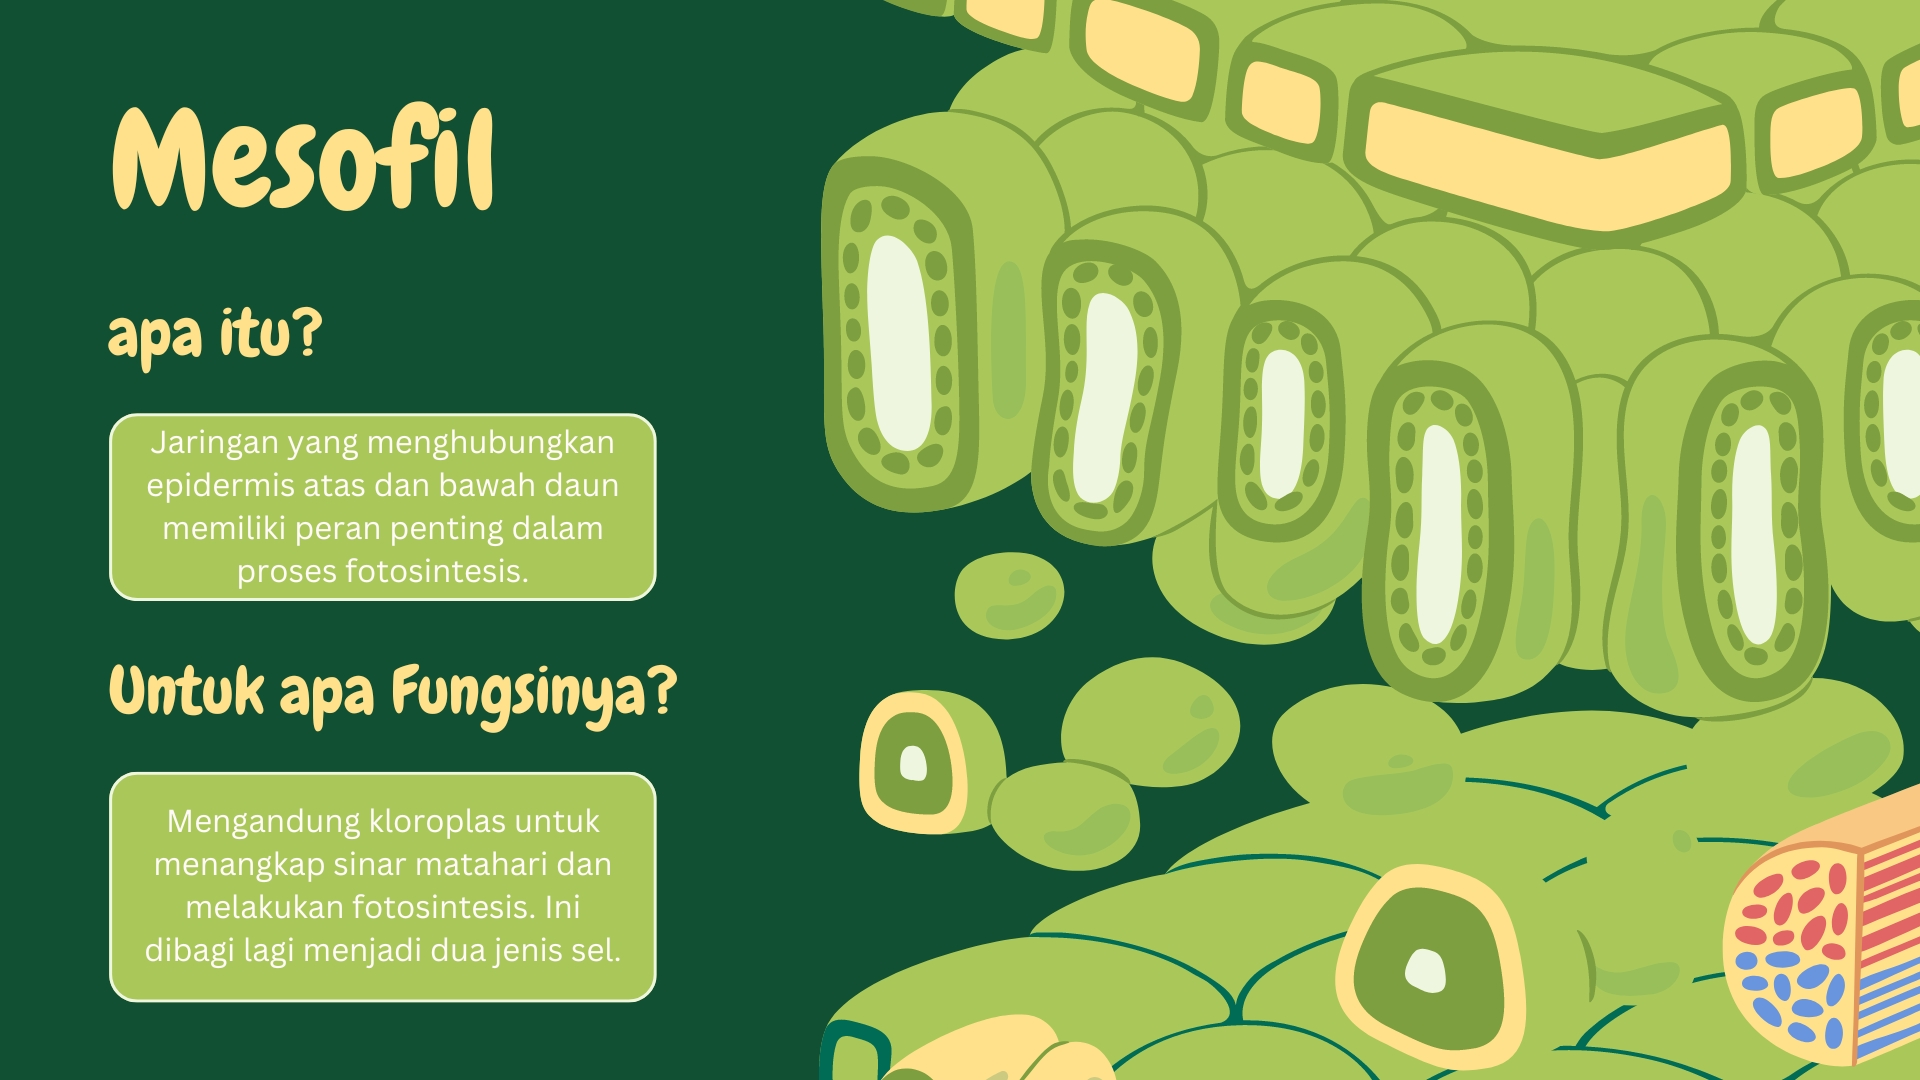 Mesofil
apa itu?
Jaringan yang menghubungkan
epidermis atas dan bawah daun
memiliki peran penting dalam
proses fotosintesis.
Untuk apa Fungsinya?
Mengandung kloroplas untuk
menangkap sinar matahari dan
melakukan fotosintesis. Ini
dibagi lagi menjadi dua jenis sel.